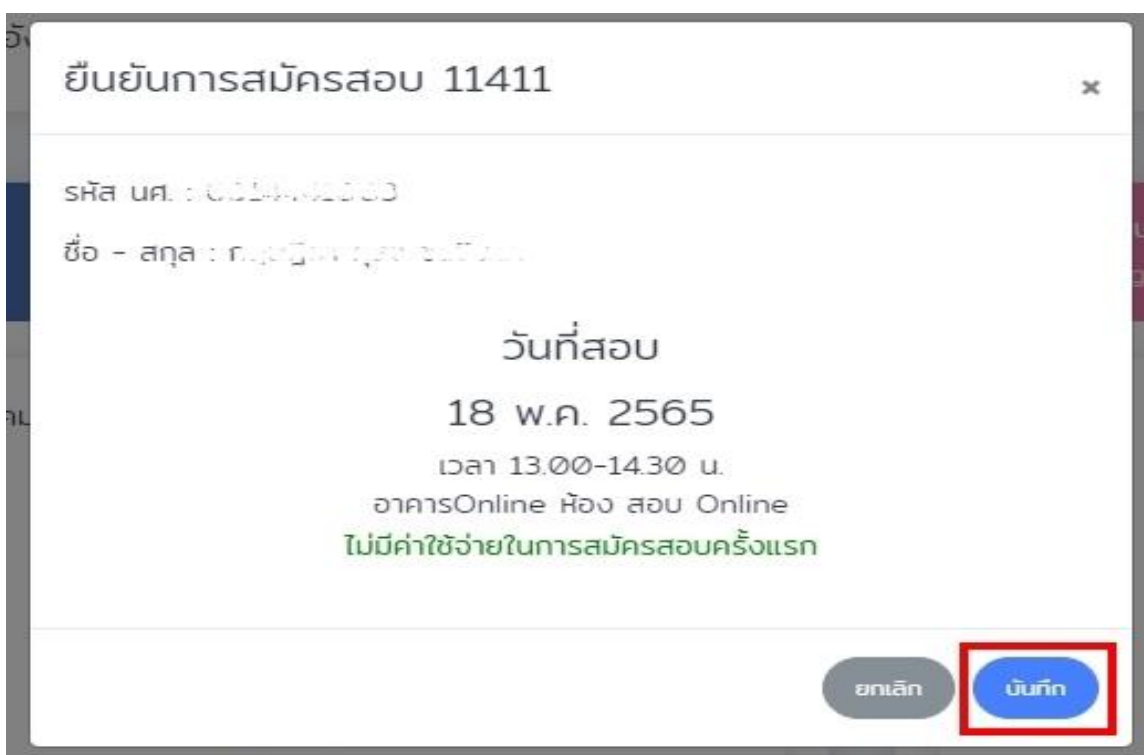 ยืนยันการสมัครสอบ 11411
×
รหัส นศ. :
ชื่อ - สกุล :
วันที่สอบ
18 พ.ค. 2565
เวลา 13.00-14.30 น.
อาคารOnline ห้อง สอบ Online
ไม่มีค่าใช้จ่ายในการสมัครสอบครั้งแรก
ยกเลิก บันทึก